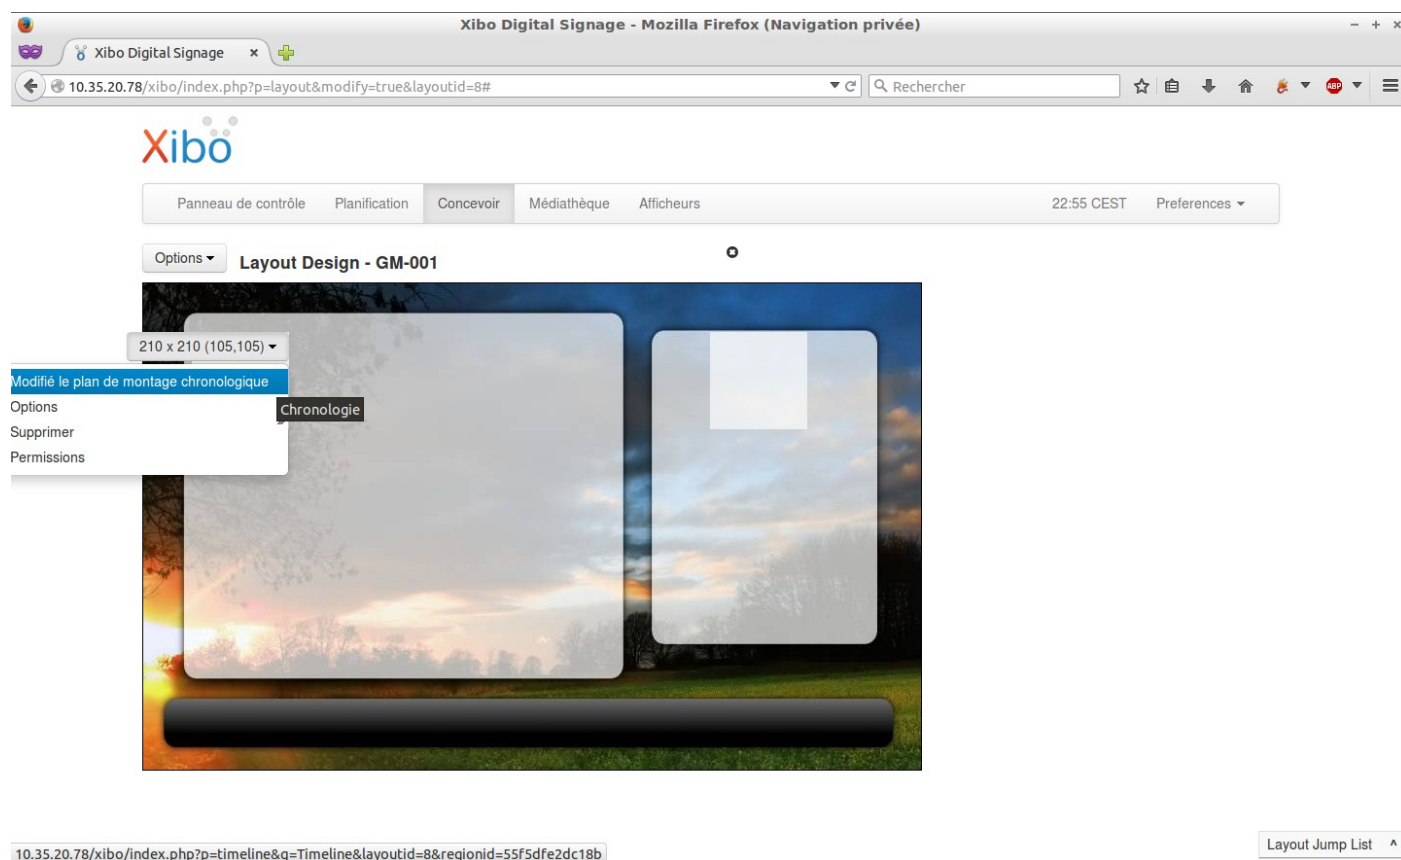 Xibo Digital Signage - Mozilla Firefox (Navigation privée)
Xibo Digital Signage
10.35.20.78/xibo/index.php?p=layout&modify=true&layoutid=8#
Rechercher
ABP
Xibo
Panneau de contrôle Planification Concevoir Médiathèque Afficheurs 22:55 CEST Preferences
Options Layout Design - GM-001
210 x 210 (105,105)
Modifié le plan de montage chronologique
Options
Chronologie
Supprimer
Permissions
Layout Jump List ^
10.35.20.78/xibo/index.php?p=timeline&q=Timeline&layoutid=8&regionid=55f5dfe2dc18b